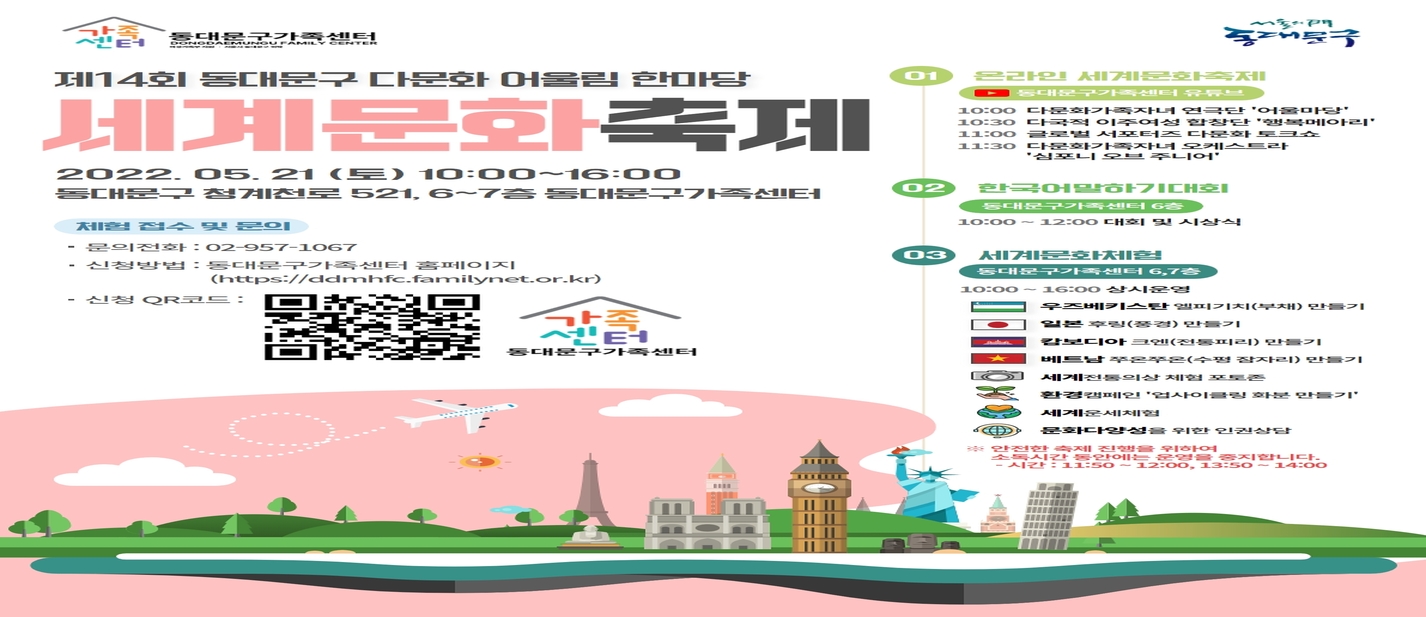 가족센터
동대문구가족센터
DONGDAEMUNGU FAMILY CENTER
제14회 동대문구 다문화 어울림 한마당
세계문화축제
2022. 05. 21 (토) 10:00~16:00
동대문구 청계천로 521, 6~7층 동대문구가족센터
체험 접수 및 문의
- 문의전화 : 02-957-1067
- 신청방법 : 동대문구가족센터 홈페이지
(https://ddmhfc.familynet.or.kr)
- 신청 QR코드 :
가족센터
동대문구가족센터
서울의 맥
동대문구
01 온라인 세계문화축제
동대문구가족센터 유튜브
10:00 다문화가족자녀 연극단 '어울마당'
10:30 다국적 이주여성 합창단 '행복메아리'
11:00 글로벌 서포터즈 다문화 토크쇼
11:30 다문화가족자녀 오케스트라
'심포니 오브 주니어'
02 한국어말하기대회
동대문구가족센터 6층
10:00 ~ 12:00 대회 및 시상식
03 세계문화체험
동대문구가족센터 6,7층
10:00 ~ 16:00 상시운영
우즈베키스탄 엘피기치(부채) 만들기
일본 후링(풍경) 만들기
캄보디아 크엔(전통피리) 만들기
베트남 쭈온쭈온(수평 잠자리) 만들기
세계전통의상 체험 포토존
환경캠페인 '업사이클링 화분 만들기'
세계운세체험
문화다양성을 위한 인권상담
※ 안전한 축제 진행을 위하여
소독시간 동안에는 운영을 중지합니다.
- 시간 : 11:50 ~ 12:00, 13:50 ~ 14:00